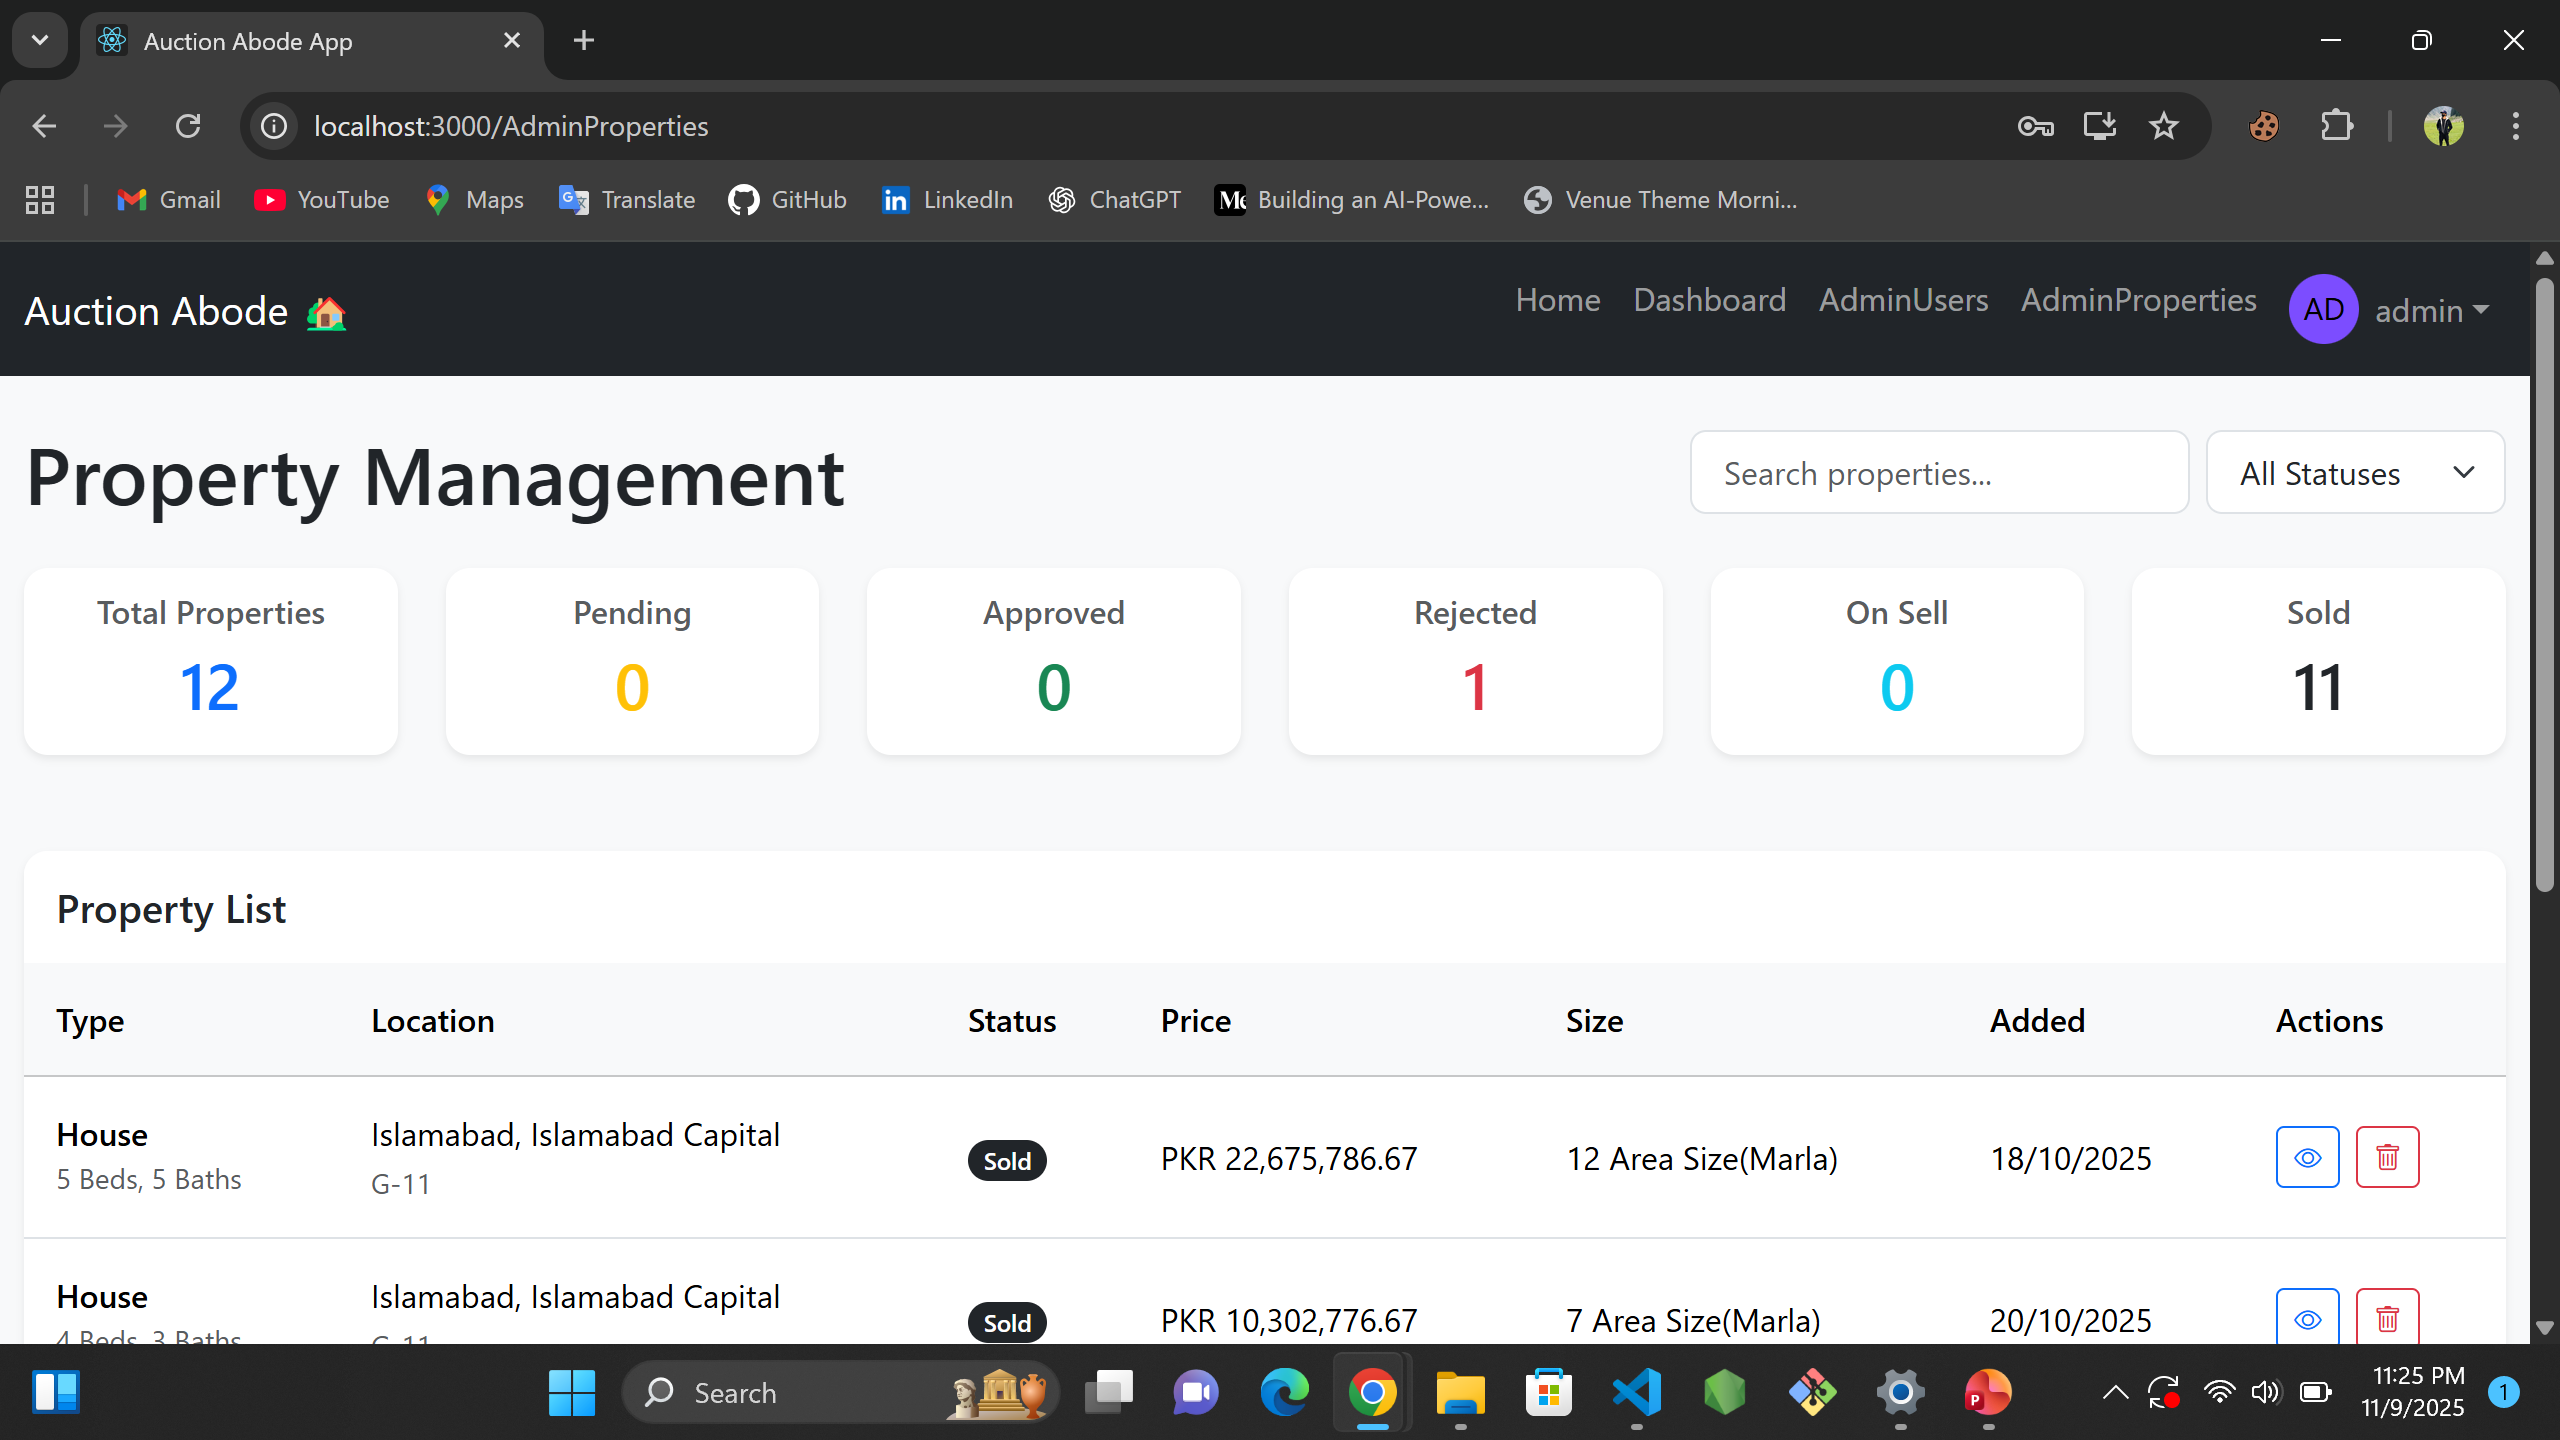 Auction Abode App
localhost:3000/AdminProperties
Gmail YouTube Maps Translate GitHub LinkedIn ChatGPT Building an AI-Powe... Venue Theme Morni...
Auction Abode Home Dashboard AdminUsers AdminProperties AD admin
Property Management Search properties... All Statuses
Total Properties Pending Approved Rejected On Sell Sold
12 0 0 1 0 11
Property List
Type Location Status Price Size Added Actions
House Islamabad, Islamabad Capital Sold PKR 22,675,786.67 12 Area Size(Marla) 18/10/2025
5 Beds, 5 Baths G-11
House Islamabad, Islamabad Capital Sold PKR 10,302,776.67 7 Area Size(Marla) 20/10/2025
4 Beds, 3 Baths G-11
Search 11:25 PM
11/9/2025 1